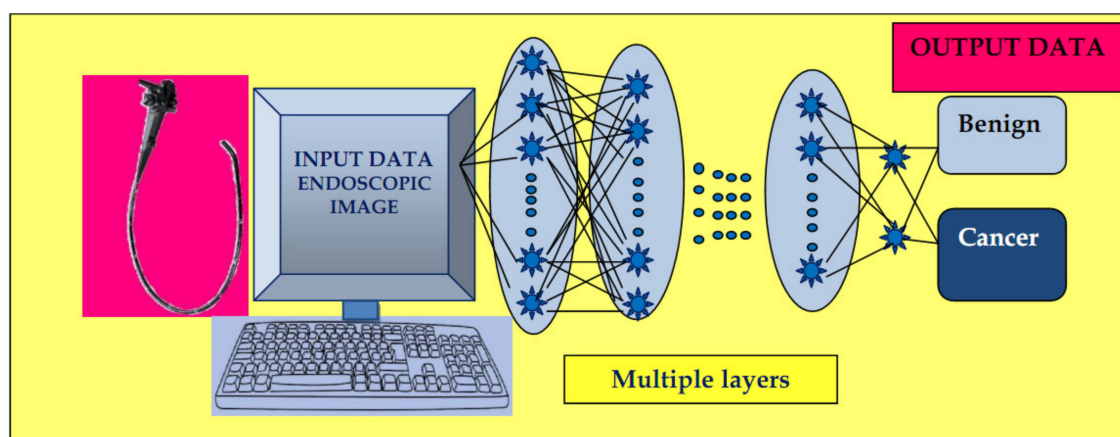 OUTPUT DATA
INPUT DATA
ENDOSCOPIC
IMAGE
Benign
Cancer
Multiple layers